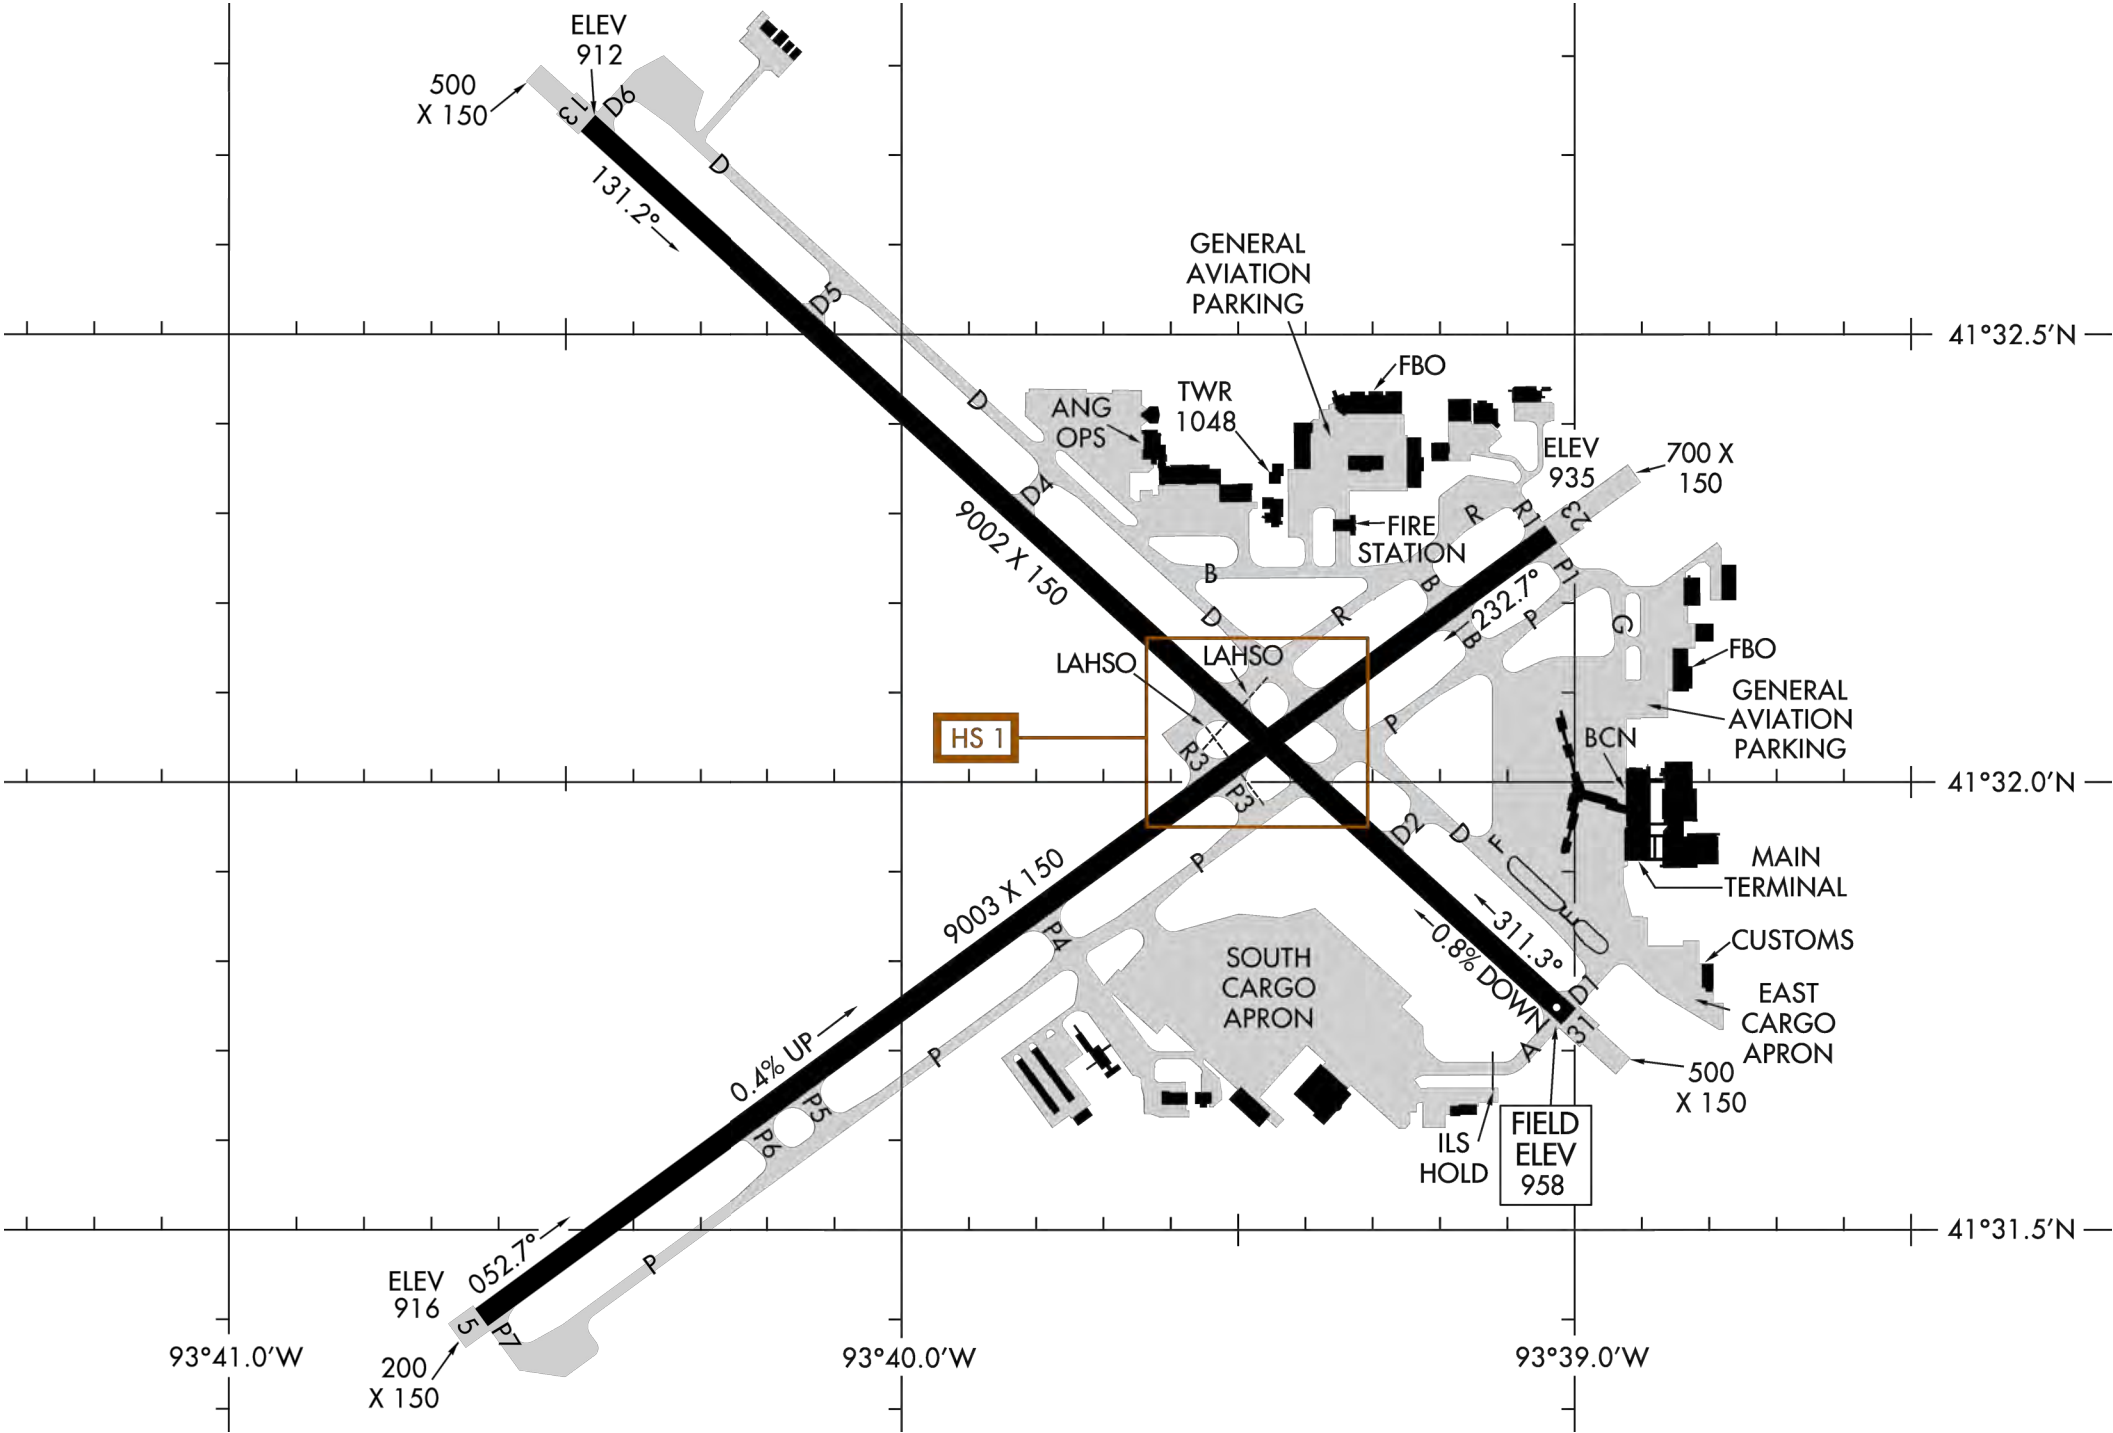 ELEV
912
500
X 150
13
D6
D
131.2°
D5
GENERAL
AVIATION
PARKING
41°32.5'N
FBO
D
ANG
OPS
TWR
1048
ELEV
935
700 X
150
D4
9002 X 150
R
R1
23
FIRE
STATION
B
B
P1
232.7°
D
R
P
B
G
LAHSO
LAHSO
FBO
GENERAL
AVIATION
PARKING
P
HS 1
BCN
R3
41°32.0'N
P3
D2
D
F
P
MAIN
TERMINAL
9003 X 150
E
311.3°
0.8% DOWN
P4
CUSTOMS
SOUTH
CARGO
APRON
D1
EAST
CARGO
APRON
31
A
0.4% UP
P
500
X 150
P5
P6
FIELD
ELEV
958
ILS
HOLD
41°31.5'N
052.7°
P
ELEV
916
5
P7
93°41.0'W
93°40.0'W
93°39.0'W
200
X 150